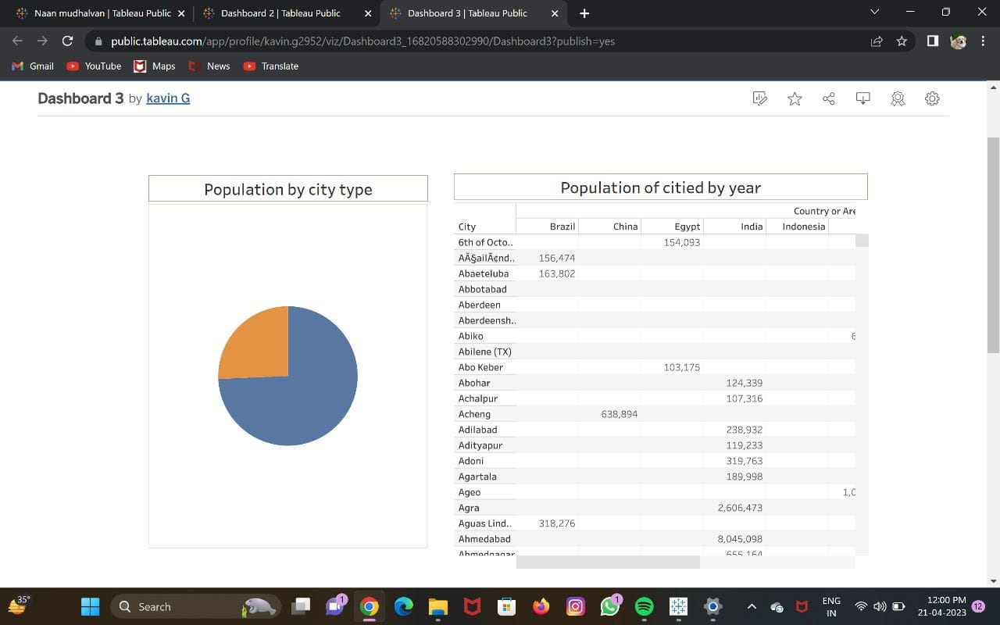 Naan mudhalvan | Tableau Public
Dashboard 2 | Tableau Public
Dashboard 3 | Tableau Public
public.tableau.com/app/profile/kavin.g2952/viz/Dashboard3_16820588302990/Dashboard3?publish=yes
Gmail YouTube Maps News Translate
Dashboard 3 by kavin G
Population by city type
Population of citied by year
Country or Are
City Brazil China Egypt India Indonesia
6th of Octo.. 154,093
AÃ§ailÃ¢nd.. 156,474
Abaeteluba 163,802
Abbotabad
Aberdeen
Aberdeensh..
Abiko 6
Abilene (TX)
Abo Keber 103,175
Abohar 124,339
Achalpur 107,316
Acheng 638,894
Adilabad 238,932
Adityapur 119,233
Adoni 319,763
Agartala 189,998
Ageo 1,0
Agra 2,606,473
Aguas Lind.. 318,276
Ahmedabad 8,045,098
Ahmednagar 655,164
35°
Search
1
1
ENG
IN
12:00 PM
21-04-2023
12